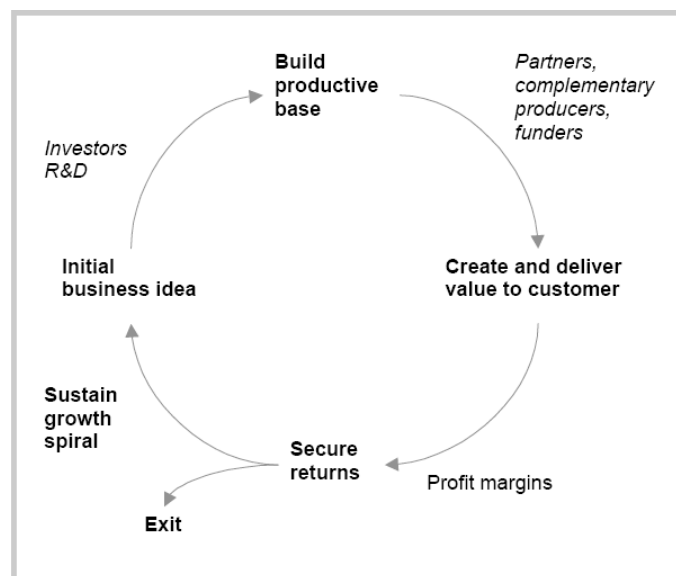 Build
productive
base
Partners,
complementary
producers,
funders
Investors
R&D
Initial
business idea
Create and deliver
value to customer
Sustain
growth
spiral
Secure
returns
Profit margins
Exit